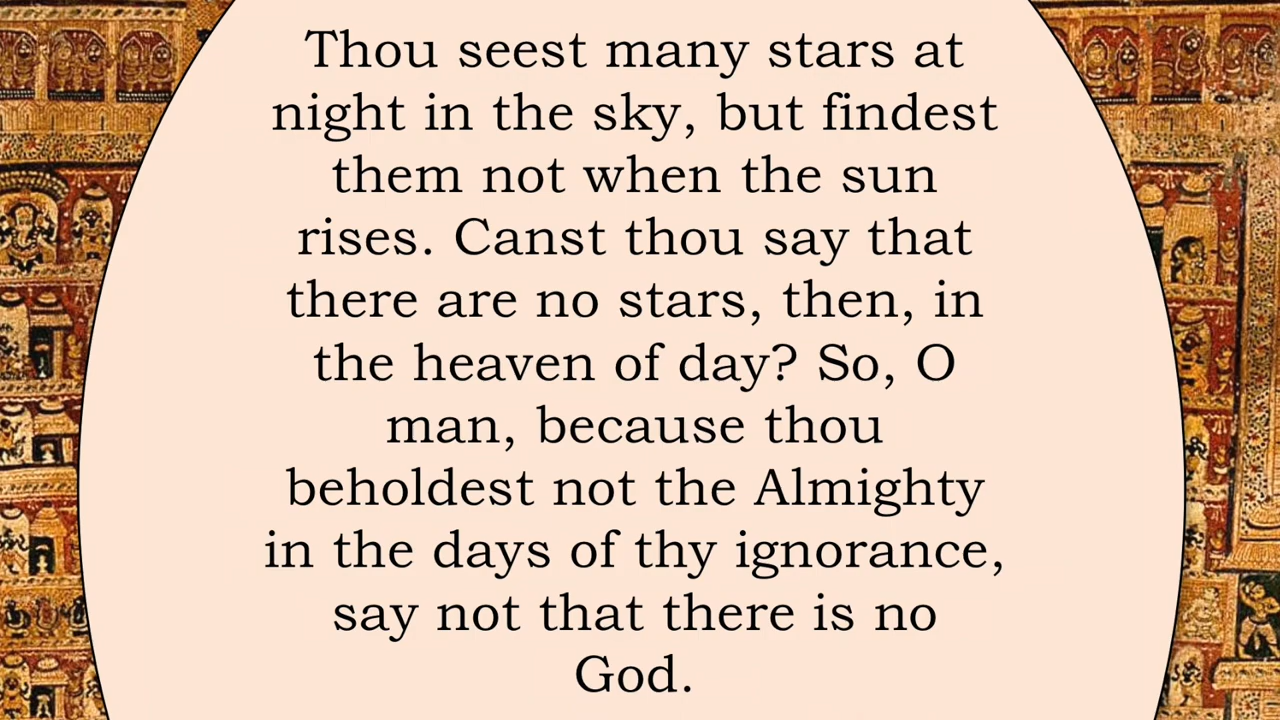 Thou seest many stars at
night in the sky, but findest
them not when the sun
rises. Canst thou say that
there are no stars, then, in
the heaven of day? So, O
man, because thou
beholdest not the Almighty
in the days of thy ignorance,
say not that there is no
God.